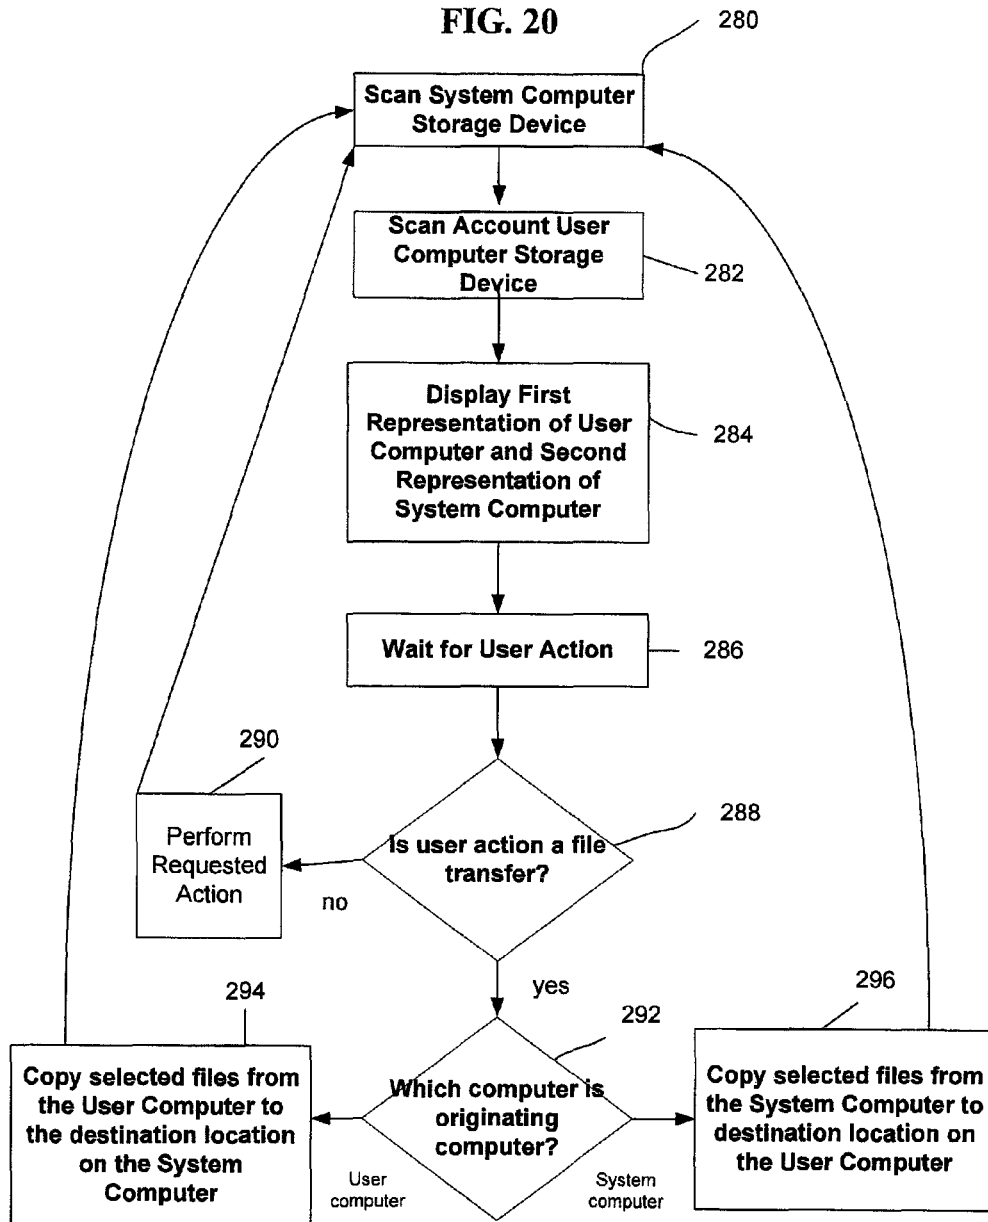 FIG. 20
280
Scan System Computer
Storage Device
Scan Account User
Computer Storage
Device
282
Display First
Representation of User
Computer and Second
Representation of
System Computer
284
Wait for User Action
286
290
Perform
Requested
Action
288
Is user action a file
transfer?
no
yes
294
292
296
Copy selected files from
the User Computer to
the destination location
on the System
Computer
Which computer is
originating
computer?
Copy selected files from
the System Computer to
destination location on
the User Computer
User
computer
System
computer